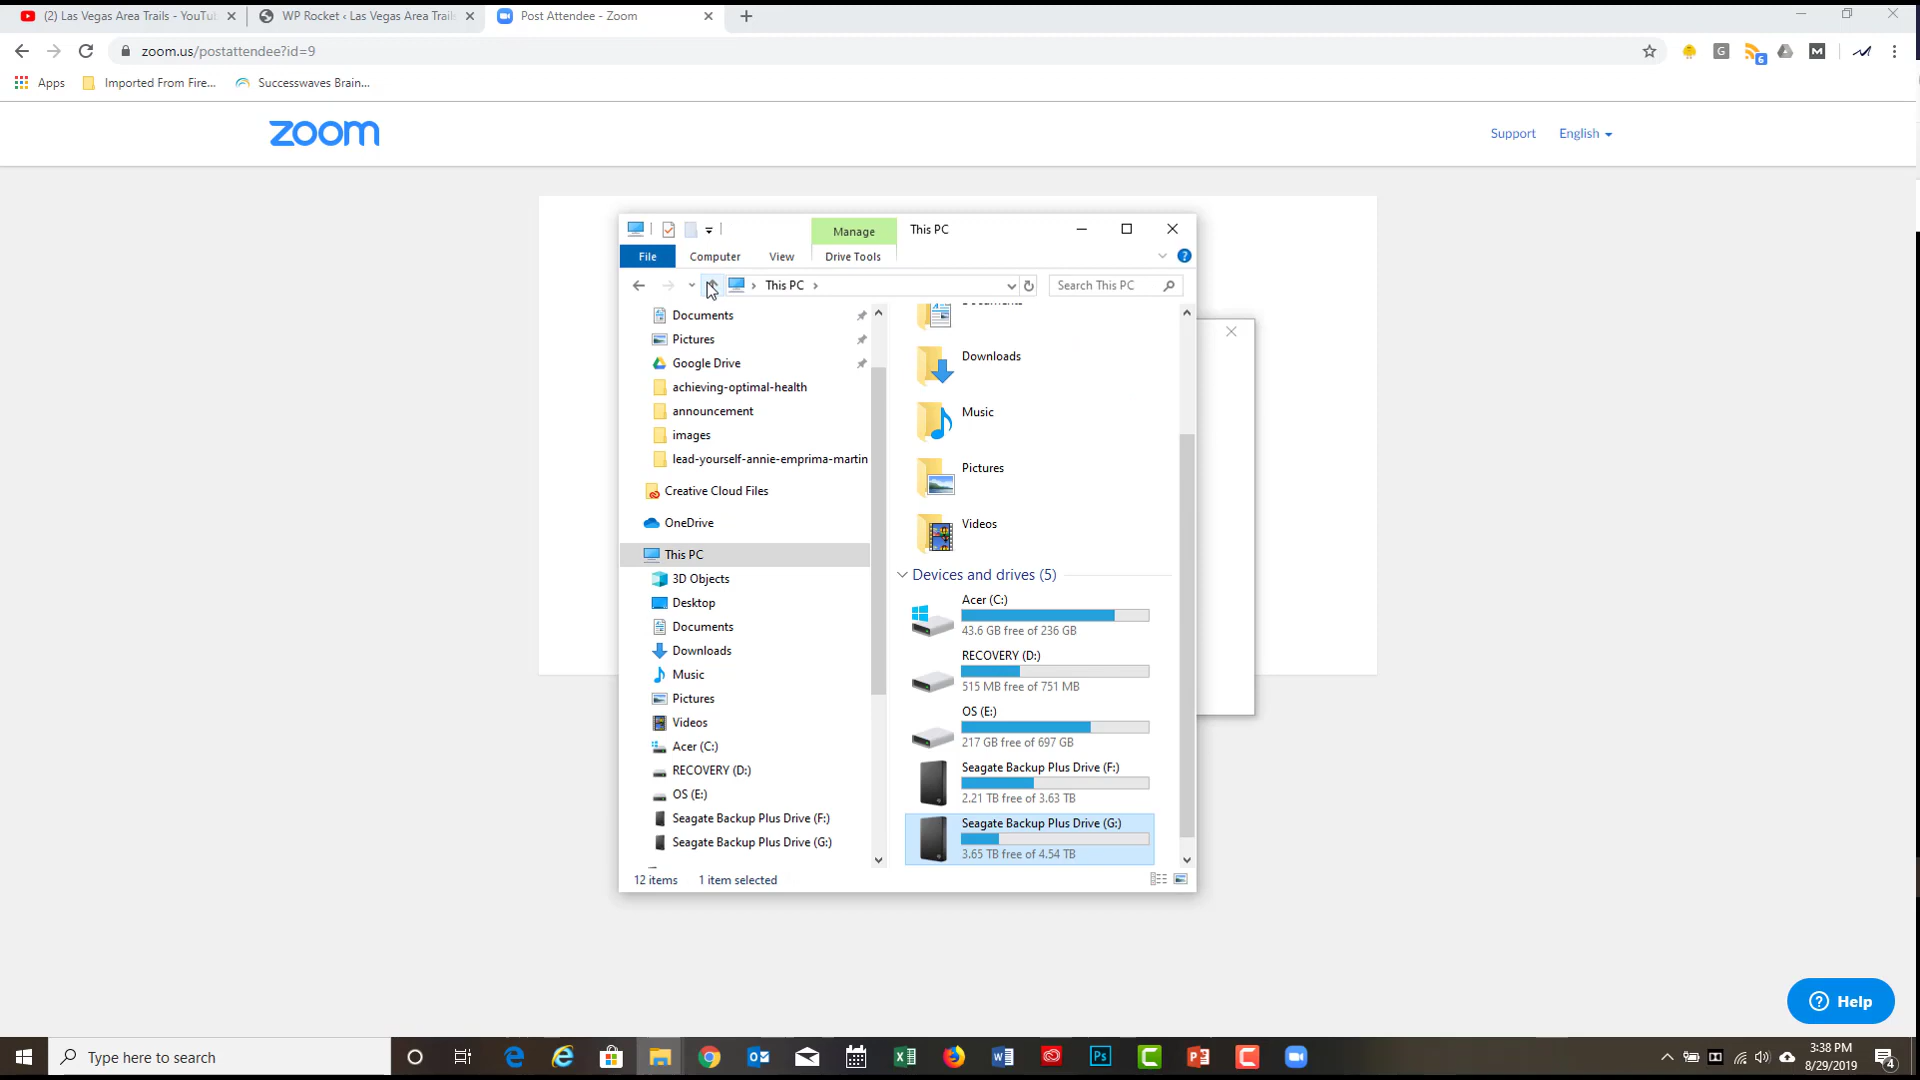 (2) Las Vegas Area Trails - YouTu
WP Rocket ‹ Las Vegas Area Trails
Post Attendee - Zoom
zoom.us/postattendee?id=9
6
Apps
Imported From Fire...
Successwaves Brain...
zoom
Support
English
Manage
This PC
File
Computer
View
Drive Tools
This PC
Search This PC
Documents
Pictures
Google Drive
achieving-optimal-health
announcement
images
lead-yourself-annie-emprima-martin
Creative Cloud Files
OneDrive
This PC
3D Objects
Desktop
Documents
Downloads
Music
Pictures
Videos
Acer (C:)
RECOVERY (D:)
OS (E:)
Seagate Backup Plus Drive (F:)
Seagate Backup Plus Drive (G:)
Documents
Downloads
Music
Pictures
Videos
Devices and drives (5)
Acer (C:)
43.6 GB free of 236 GB
RECOVERY (D:)
515 MB free of 751 MB
OS (E:)
217 GB free of 697 GB
Seagate Backup Plus Drive (F:)
2.21 TB free of 3.63 TB
Seagate Backup Plus Drive (G:)
3.65 TB free of 4.54 TB
12 items
1 item selected
Help
Type here to search
3:38 PM
8/29/2019
4